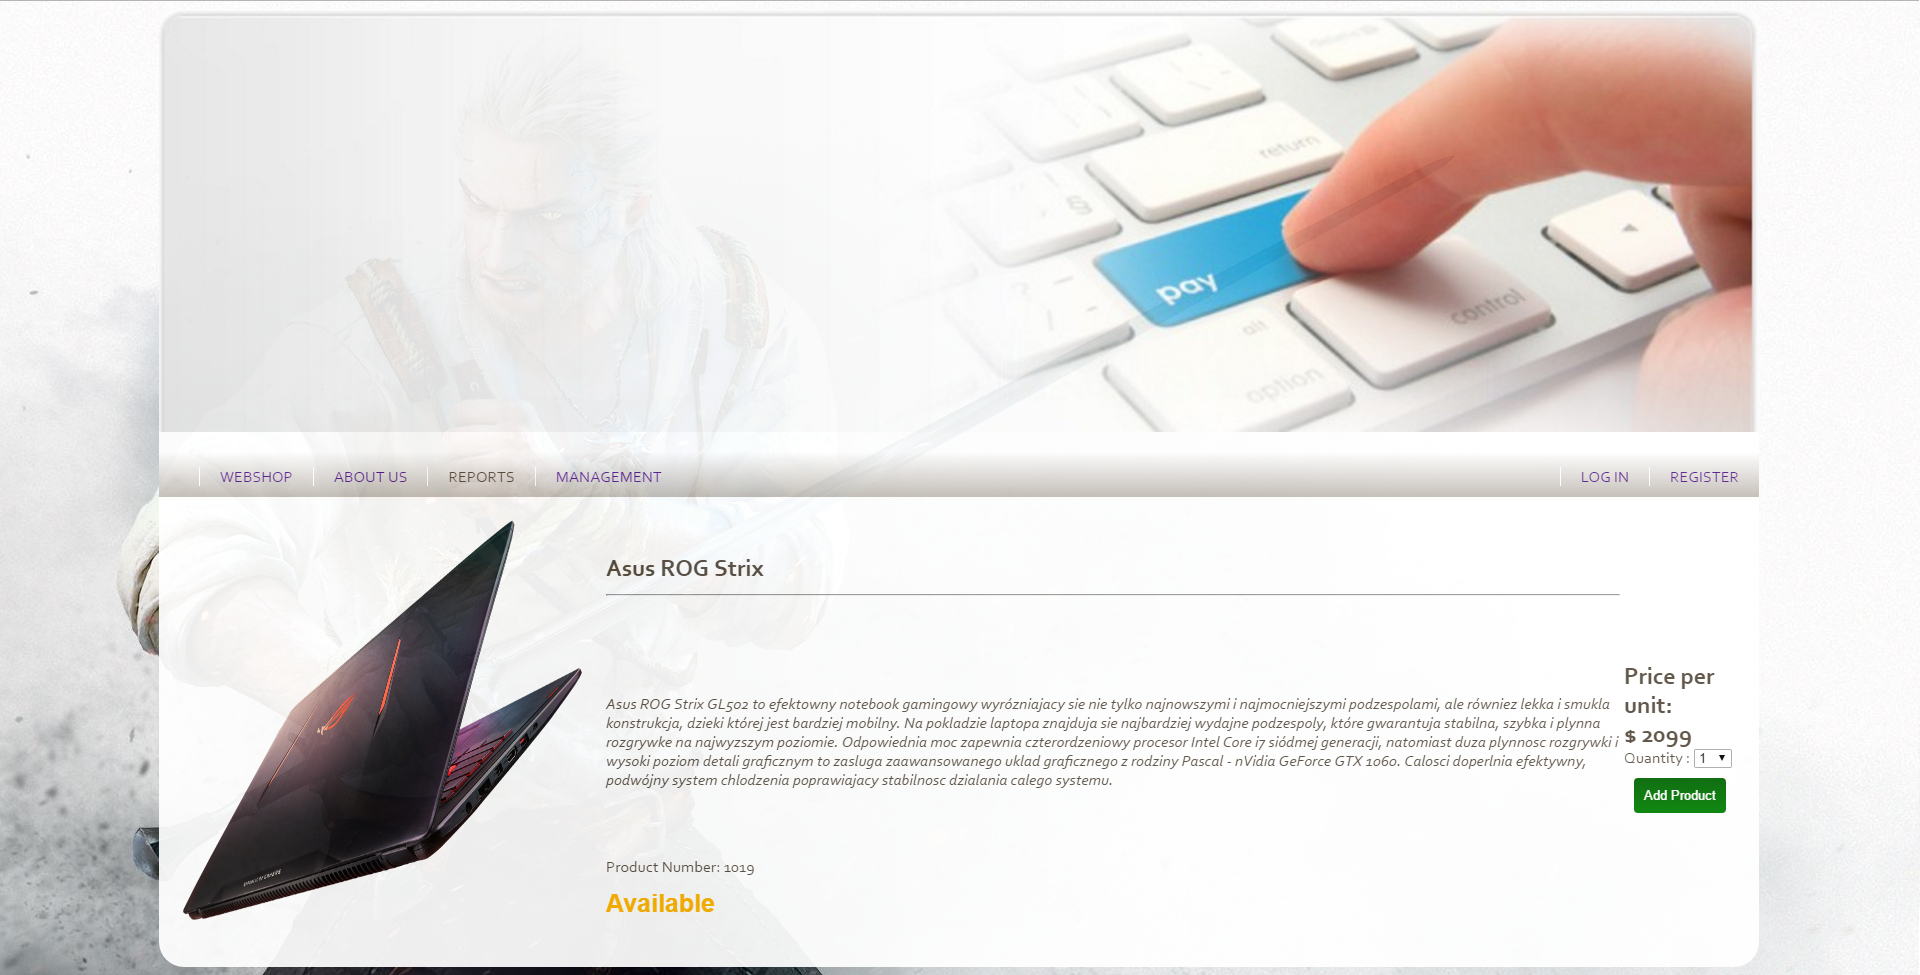 Delete
return
§
pay
control
alt
option
WEBSHOP
ABOUT US
REPORTS
MANAGEMENT
LOG IN
REGISTER
Asus ROG Strix
Asus ROG Strix GL502 to efektowny notebook gamingowy wyrózniajacy sie nie tylko najnowszymi i najmocniejszymi podzespolami, ale równiez lekka i smukla
konstrukcja, dzieki której jest bardziej mobilny. Na pokladzie laptopa znajduja sie najbardziej wydajne podzespoly, które gwarantuja stabilna, szybka i plynna
rozgrywke na najwyzszym poziomie. Odpowiednia moc zapewnia czterordzeniowy procesor Intel Core i7 siódmej generacji, natomiast duza plynnosc rozgrywki i
wysoki poziom detali graficznym to zasluga zaawansowanego uklad graficznego z rodziny Pascal - nVidia GeForce GTX 1060. Calosci doperlnia efektywny,
podwójny system chlodzenia poprawiajacy stabilnosc dzialania calego systemu.
Product Number: 1019
Available
Price per
unit:
$ 2099
Quantity : 1
Add Product